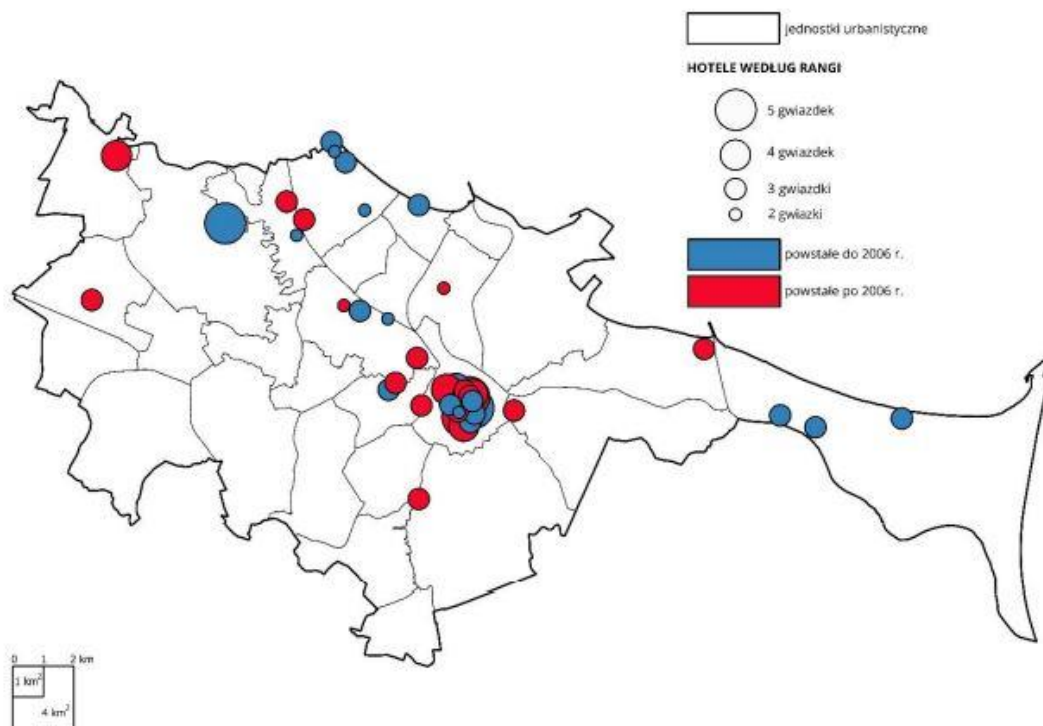 jednostki urbanistyczne
HOTELE WEDŁUG RANGI
5 gwiazdek
4 gwiazdek
3 gwiazdki
2 gwiazki
powstałe do 2006 r.
powstałe po 2006 r.
0 1 2 km
1 km²
4 km²